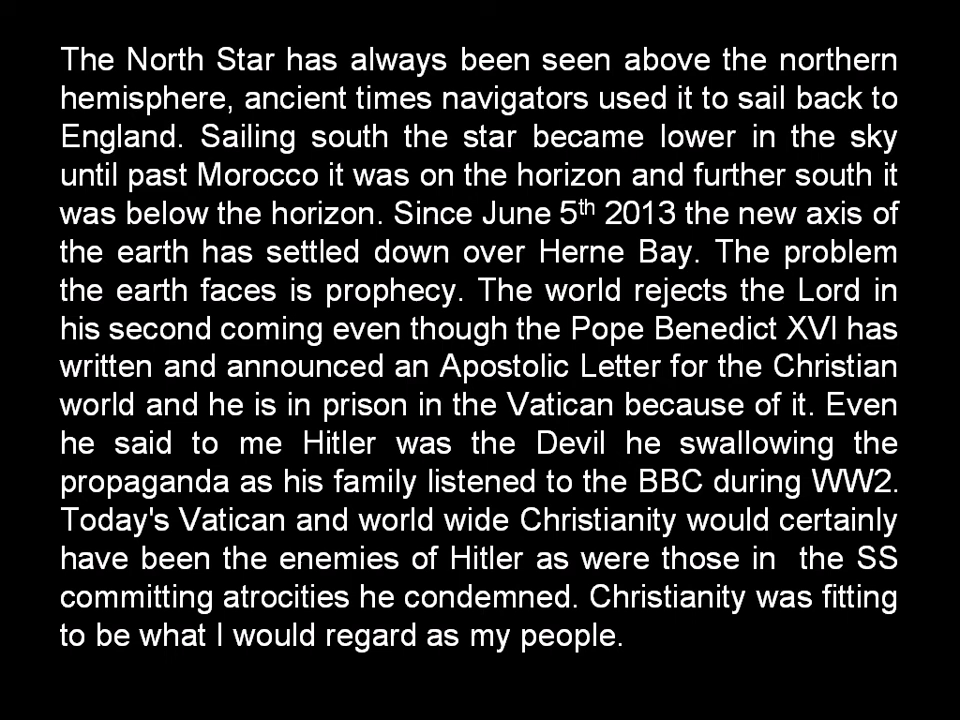 The North Star has always been seen above the northern
hemisphere, ancient times navigators used it to sail back to
England. Sailing south the star became lower in the sky
until past Morocco it was on the horizon and further south it
was below the horizon. Since June 5th 2013 the new axis of
the earth has settled down over Herne Bay. The problem
the earth faces is prophecy. The world rejects the Lord in
his second coming even though the Pope Benedict XVI has
written and announced an Apostolic Letter for the Christian
world and he is in prison in the Vatican because of it. Even
he said to me Hitler was the Devil he swallowing the
propaganda as his family listened to the BBC during WW2.
Today's Vatican and world wide Christianity would certainly
have been the enemies of Hitler as were those in  the SS
committing atrocities he condemned. Christianity was fitting
to be what I would regard as my people.